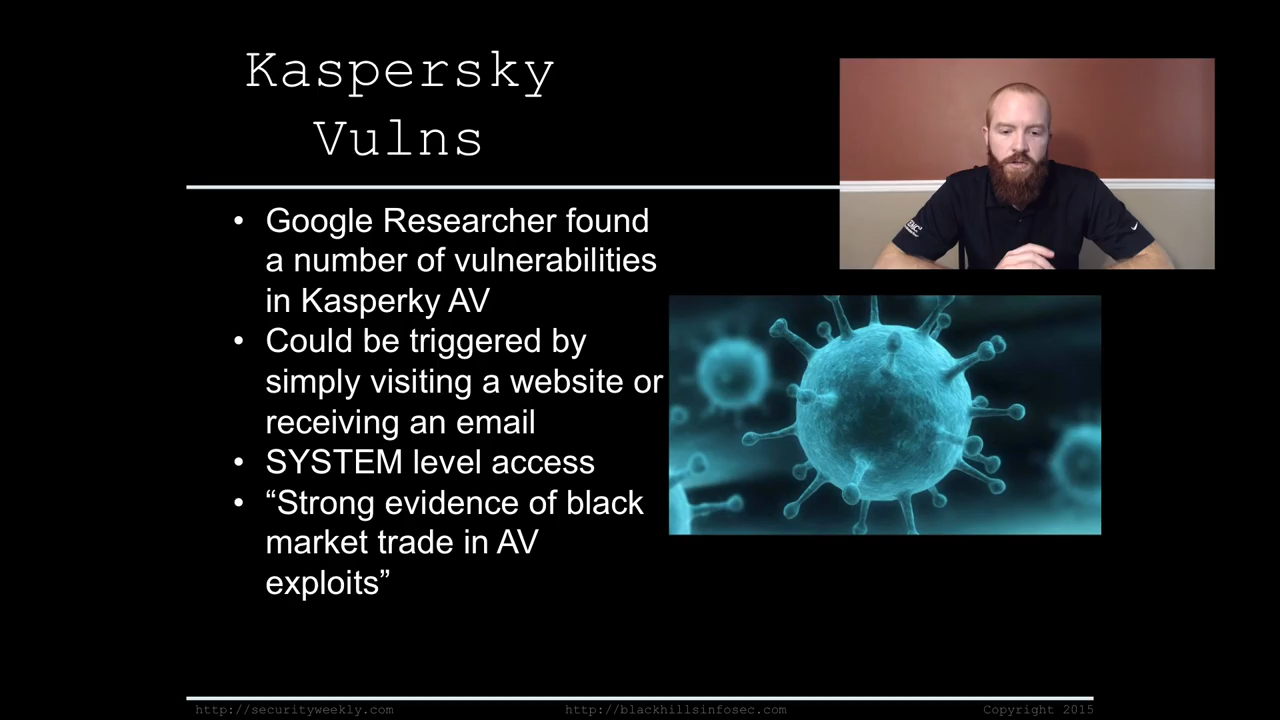 Kaspersky
Vulns
• Google Researcher found
a number of vulnerabilities
in Kasperky AV
• Could be triggered by
simply visiting a website or
receiving an email
• SYSTEM level access
• “Strong evidence of black
market trade in AV
exploits”
http://securityweekly.com http://blackhillsinfosec.com Copyright 2015